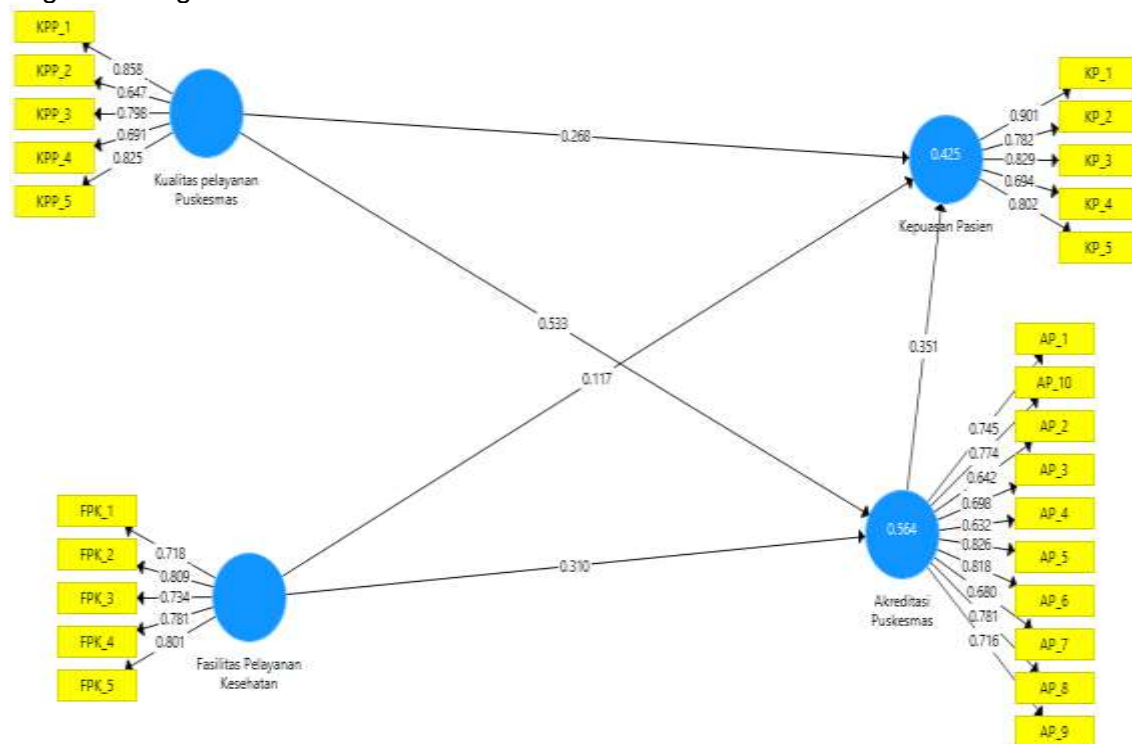 KPP_1
KPP_2
KPP_3
KPP_4
KPP_5
0.858
0.647
0.798
0.691
0.825
Kualitas pelayanan
Puskesmas
0.268
0.533
0.117
0.310
0.351
KP_1
KP_2
KP_3
KP_4
KP_5
0.901
0.782
0.829
0.694
0.802
0.425
Kepuasan Pasien
FPK_1
FPK_2
FPK_3
FPK_4
FPK_5
0.718
0.809
0.734
0.781
0.801
Fasilitas Pelayanan
Kesehatan
AP_1
AP_10
AP_2
AP_3
AP_4
AP_5
AP_6
AP_7
AP_8
AP_9
0.745
0.774
0.642
0.698
0.632
0.826
0.818
0.680
0.781
0.716
0.564
Akreditasi
Puskesmas